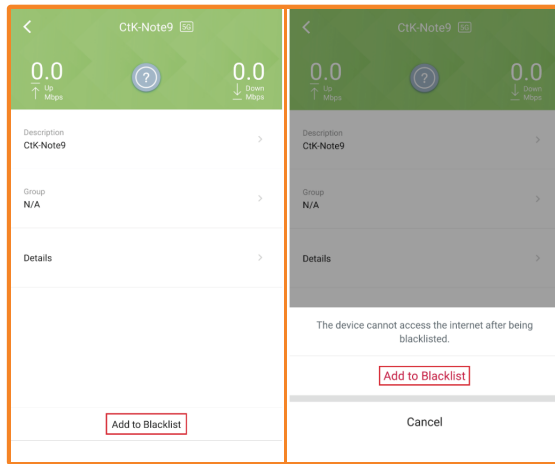 CtK-Note9 5G
0.0
Up
Mbps
?
0.0
Down
Mbps
Description
CtK-Note9
Group
N/A
Details
Add to Blacklist
CtK-Note9 5G
0.0
Up
Mbps
?
0.0
Down
Mbps
Description
CtK-Note9
Group
N/A
Details
The device cannot access the internet after being
blacklisted.
Add to Blacklist
Cancel